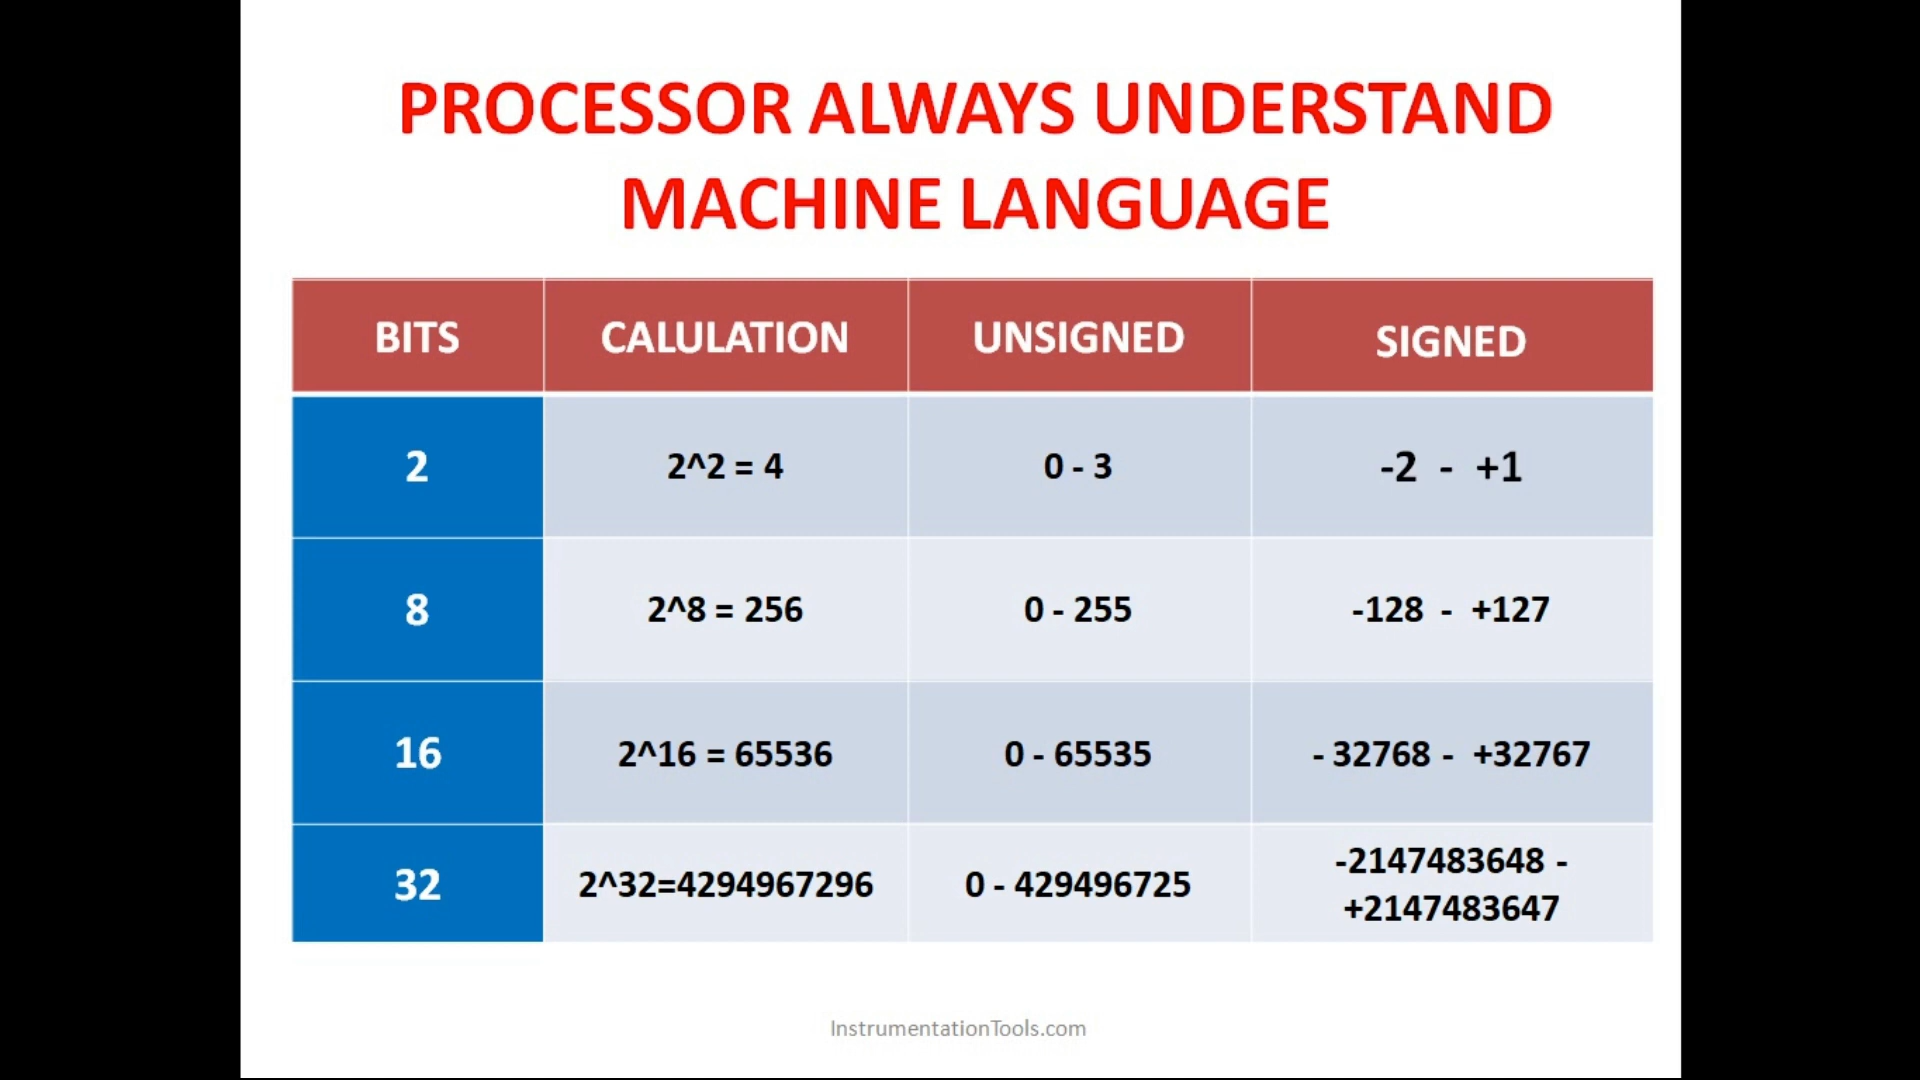 PROCESSOR ALWAYS UNDERSTAND
MACHINE LANGUAGE
BITS CALULATION UNSIGNED SIGNED
2 2^2 = 4 0 - 3 -2 - +1
8 2^8 = 256 0 - 255 -128 - +127
16 2^16 = 65536 0 - 65535 - 32768 - +32767
32 2^32=4294967296 0 - 429496725 -2147483648 -
+2147483647
InstrumentationTools.com